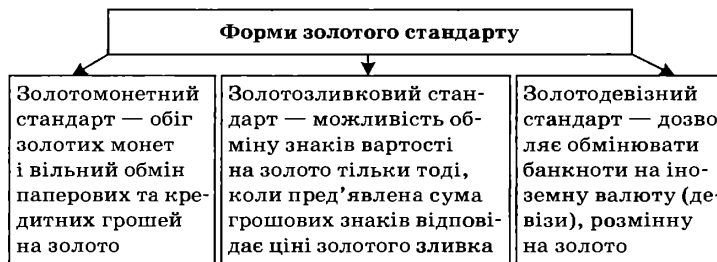 Форми золотого стандарту
Золотомонетний
стандарт — обіг
золотих монет
і вільний обмін
паперових та кре-
дитних грошей
на золото
Золотозливковий стан-
дарт — можливість об-
міну знаків вартості
на золото тільки тоді,
коли пред’явлена сума
грошових знаків відпові-
дає ціні золотого зливка
Золотодевізний
стандарт — дозво
ляє обмінювати
банкноти на іно-
земну валюту (де-
візи), розмінну
на золото